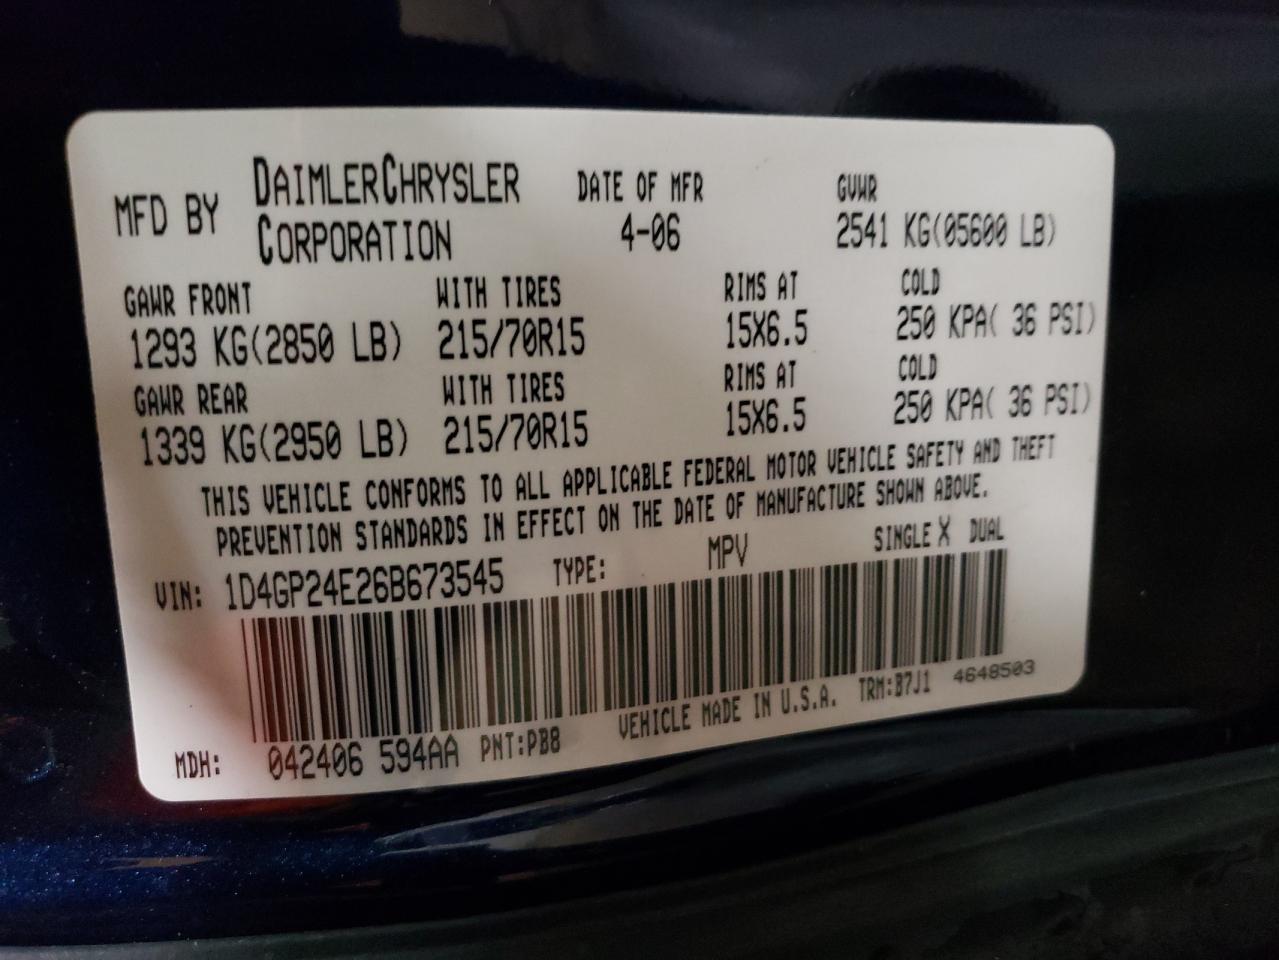 MFD BY DAIMLERCHRYSLER CORPORATION DATE OF MFR 4-06 GVWR 2541 KG(05600 LB)
GAWR FRONT WITH TIRES RIMS AT COLD
1293 KG(2850 LB) 215/70R15 15X6.5 250 KPA( 36 PSI)
GAWR REAR WITH TIRES RIMS AT COLD
1339 KG(2950 LB) 215/70R15 15X6.5 250 KPA( 36 PSI)
THIS VEHICLE CONFORMS TO ALL APPLICABLE FEDERAL MOTOR VEHICLE SAFETY AND THEFT
PREVENTION STANDARDS IN EFFECT ON THE DATE OF MANUFACTURE SHOWN ABOVE.
VIN: 1D4GP24E26B673545 TYPE: MPV SINGLE X DUAL
MDH: 042406 594AA PNT:PB8 VEHICLE MADE IN U.S.A. TRM:B7J1 4648503